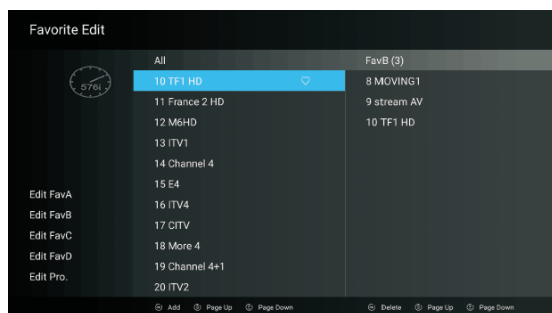 Favorite Edit
576i
Edit FavA
Edit FavB
Edit FavC
Edit FavD
Edit Pro.
All
10 TF1 HD
11 France 2 HD
12 M6HD
13 ITV1
14 Channel 4
15 E4
16 ITV4
17 CITV
18 More 4
19 Channel 4+1
20 ITV2
Add Page Up Page Down
FavB (3)
8 MOVING1
9 stream AV
10 TF1 HD
Delete Page Up Page Down